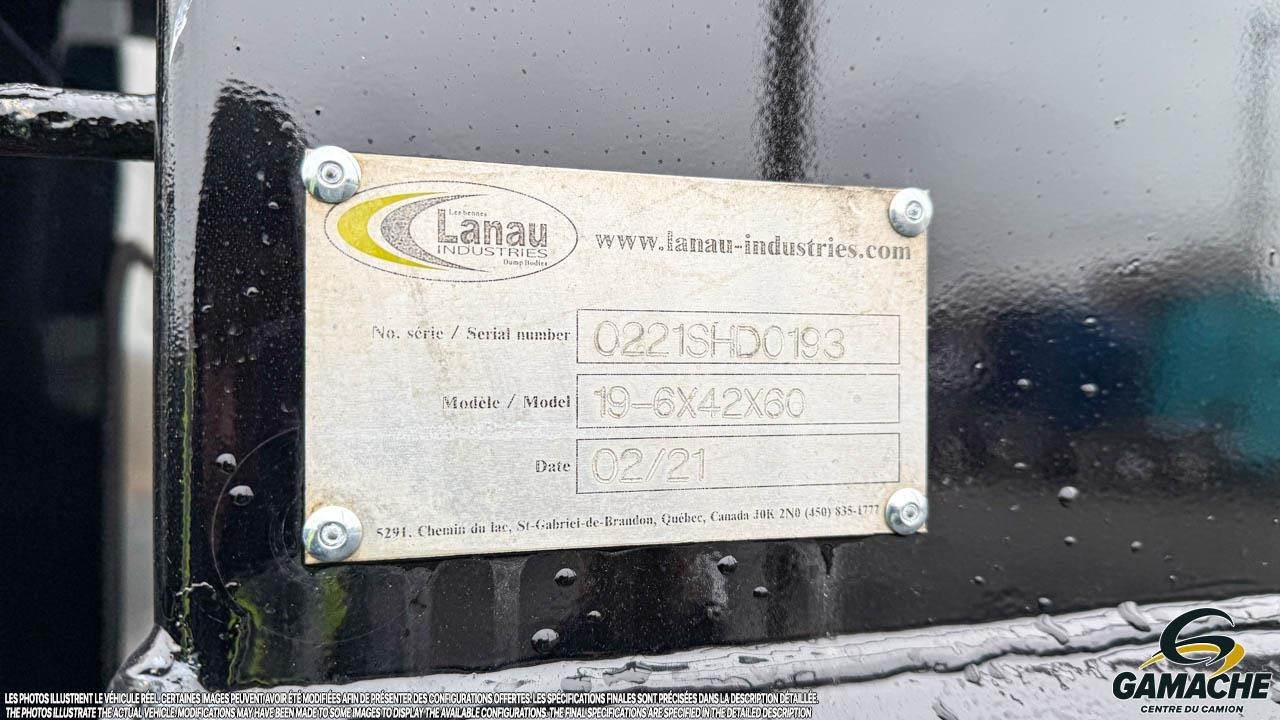 Les bennes
Lanau
INDUSTRIES
Dump Bodies
www.lanau-industries.com
No. série / Serial number 0221SHD0193
Modèle / Model 19-6X42X60
Date 02/21
5291, Chemin du lac, St-Gabriel-de-Brandon, Québec, Canada J0K 2N0 (450) 835-1777
GAMACHE
CENTRE DU CAMION
LES PHOTOS ILLUSTRENT LE VÉHICULE RÉEL. CERTAINES IMAGES PEUVENT AVOIR ÉTÉ MODIFIÉES AFIN DE PRÉSENTER DES CONFIGURATIONS OFFERTES. LES SPÉCIFICATIONS FINALES SONT PRÉCISÉES DANS LA DESCRIPTION DÉTAILLÉE.
THE PHOTOS ILLUSTRATE THE ACTUAL VEHICLE. MODIFICATIONS MAY HAVE BEEN MADE TO SOME IMAGES TO DISPLAY THE AVAILABLE CONFIGURATIONS. THE FINAL SPECIFICATIONS ARE SPECIFIED IN THE DETAILED DESCRIPTION